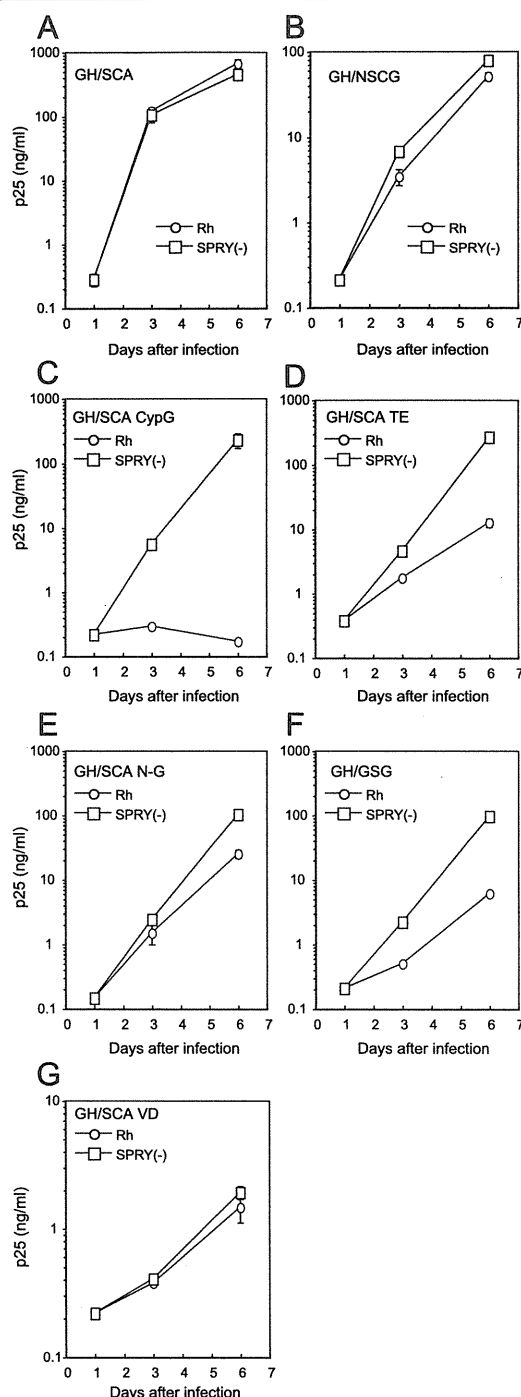 A
GH/SCA
1000
100
10
1
0.1
p25 (ng/ml)
Rh
SPRY(-)
0 1 2 3 4 5 6 7
Days after infection
B
GH/NSCG
100
10
1
0.1
Rh
SPRY(-)
0 1 2 3 4 5 6 7
Days after infection
C
GH/SCA CypG
Rh
SPRY(-)
1000
100
10
1
0.1
p25 (ng/ml)
0 1 2 3 4 5 6 7
Days after infection
D
GH/SCA TE
Rh
SPRY(-)
1000
100
10
1
0.1
0 1 2 3 4 5 6 7
Days after infection
E
GH/SCA N-G
Rh
SPRY(-)
1000
100
10
1
0.1
p25 (ng/ml)
0 1 2 3 4 5 6 7
Days after infection
F
GH/GSG
Rh
SPRY(-)
1000
100
10
1
0.1
0 1 2 3 4 5 6 7
Days after infection
G
GH/SCA VD
Rh
SPRY(-)
10
1
0.1
p25 (ng/ml)
0 1 2 3 4 5 6 7
Days after infection